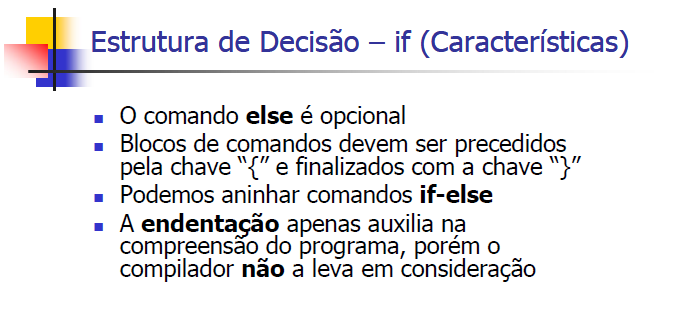 Estrutura de Decisão – if (Características)
O comando else é opcional
Blocos de comandos devem ser precedidos
pela chave “{” e finalizados com a chave “}”
Podemos aninhar comandos if-else
A endentação apenas auxilia na
compreensão do programa, porém o
compilador não a leva em consideração